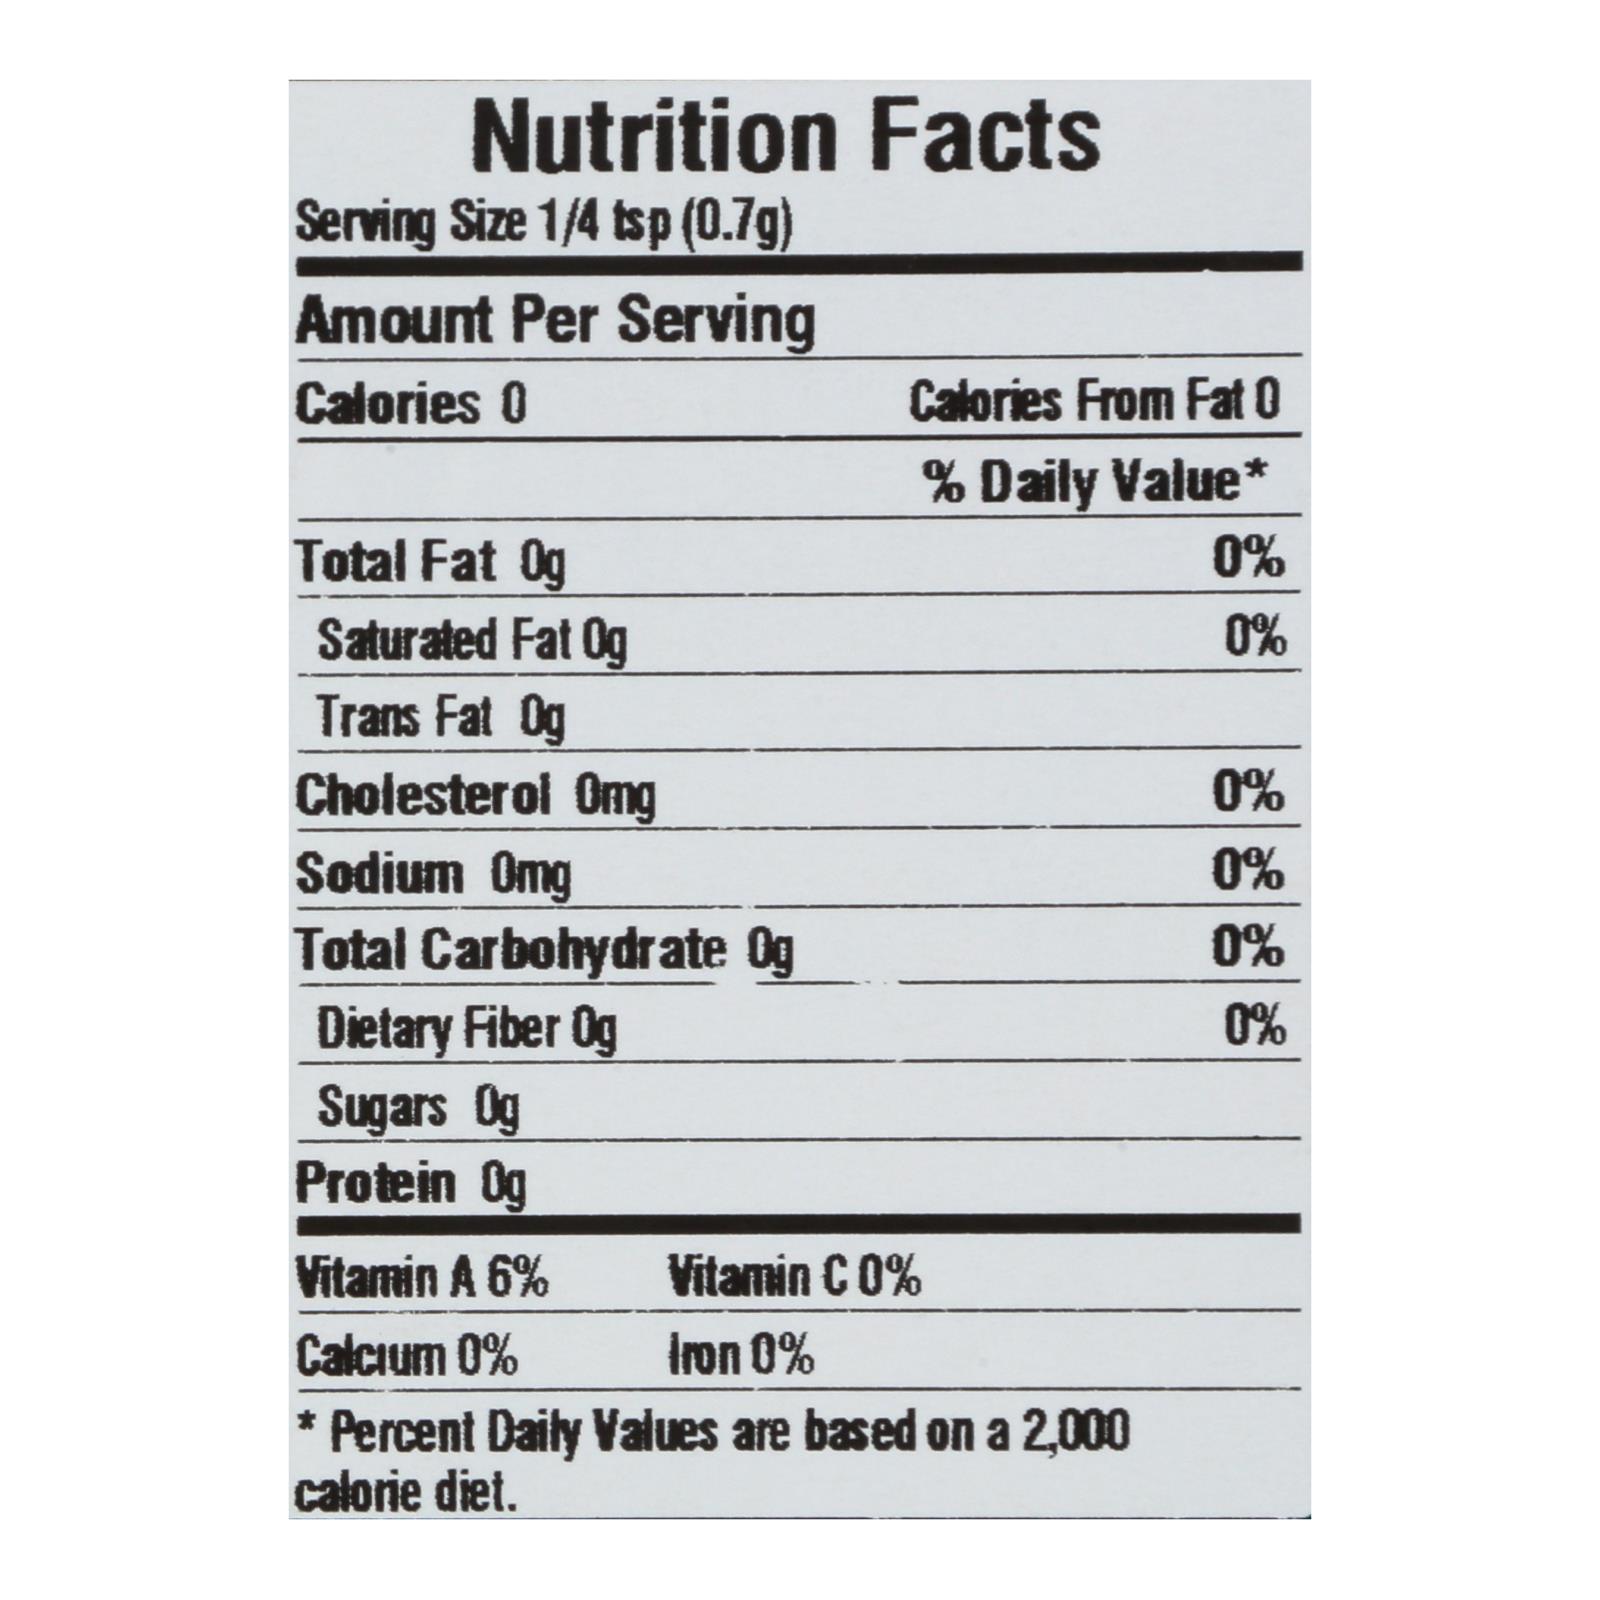 Nutrition Facts
Serving Size 1/4 tsp (0.7g)
Amount Per Serving
Calories 0 Calories From Fat 0
% Daily Value*
Total Fat 0g 0%
Saturated Fat 0g 0%
Trans Fat 0g
Cholesterol 0mg 0%
Sodium 0mg 0%
Total Carbohydrate 0g 0%
Dietary Fiber 0g 0%
Sugars 0g
Protein 0g
Vitamin A 6% Vitamin C 0%
Calcium 0% Iron 0%
* Percent Daily Values are based on a 2,000
calorie diet.